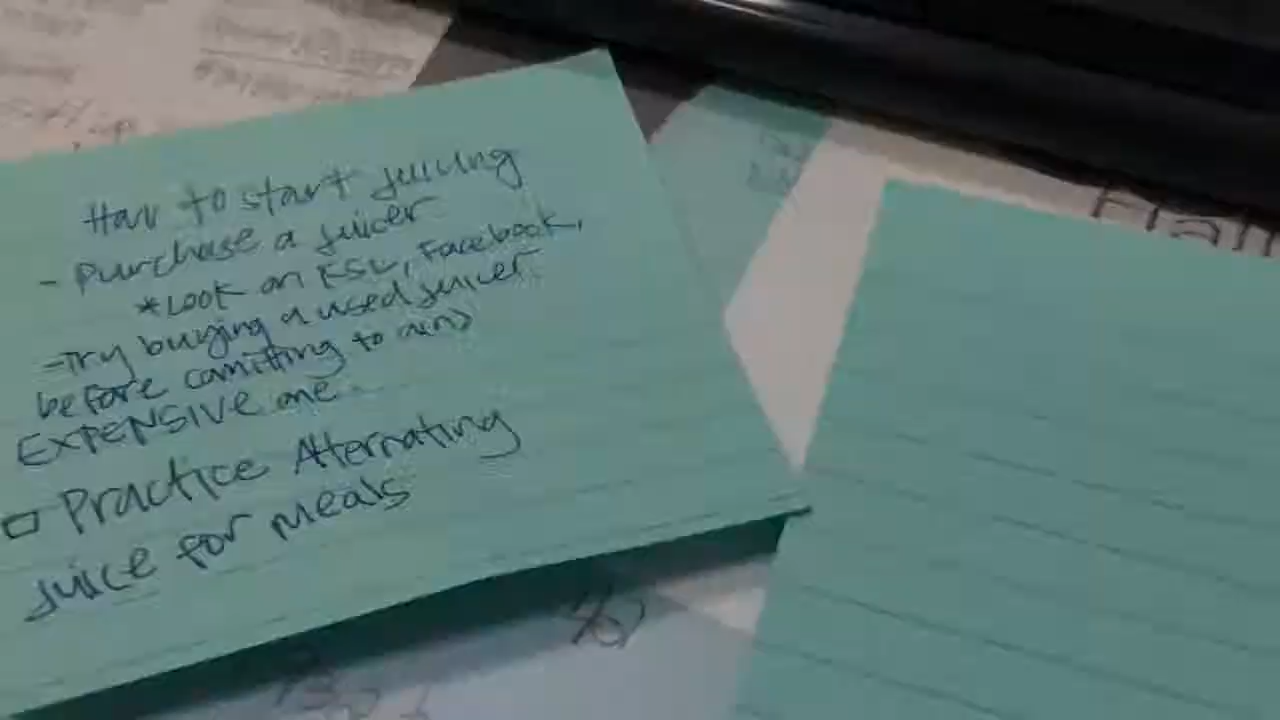 How to start juicing
- Purchase a juicer
*Look on KSL, Facebook,
- Try buying a used juicer
before comitting to an
EXPENSIVE one
□ Practice Alternating
juice for meals